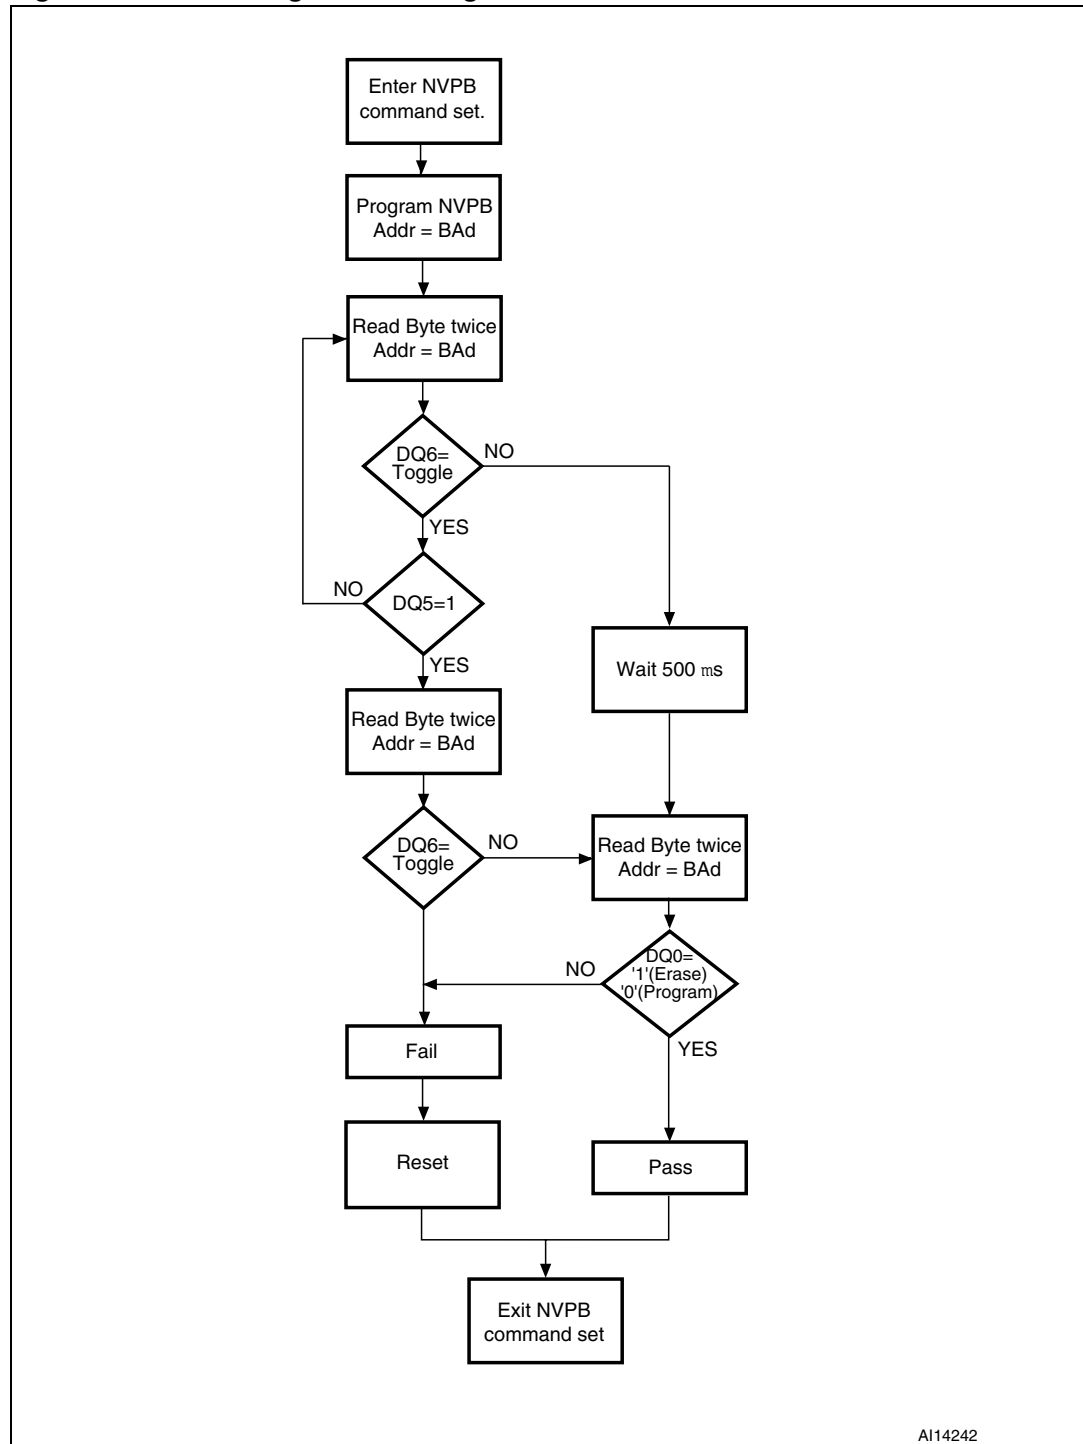 Enter NVPB
command set.
Program NVPB
Addr = BAd
Read Byte twice
Addr = BAd
DQ6=
Toggle
NO
YES
DQ5=1
NO
YES
Wait 500 ms
Read Byte twice
Addr = BAd
DQ6=
Toggle
NO
Read Byte twice
Addr = BAd
DQ0=
'1'(Erase)
'0'(Program)
NO
YES
Fail
Reset
Pass
Exit NVPB
command set
AI14242